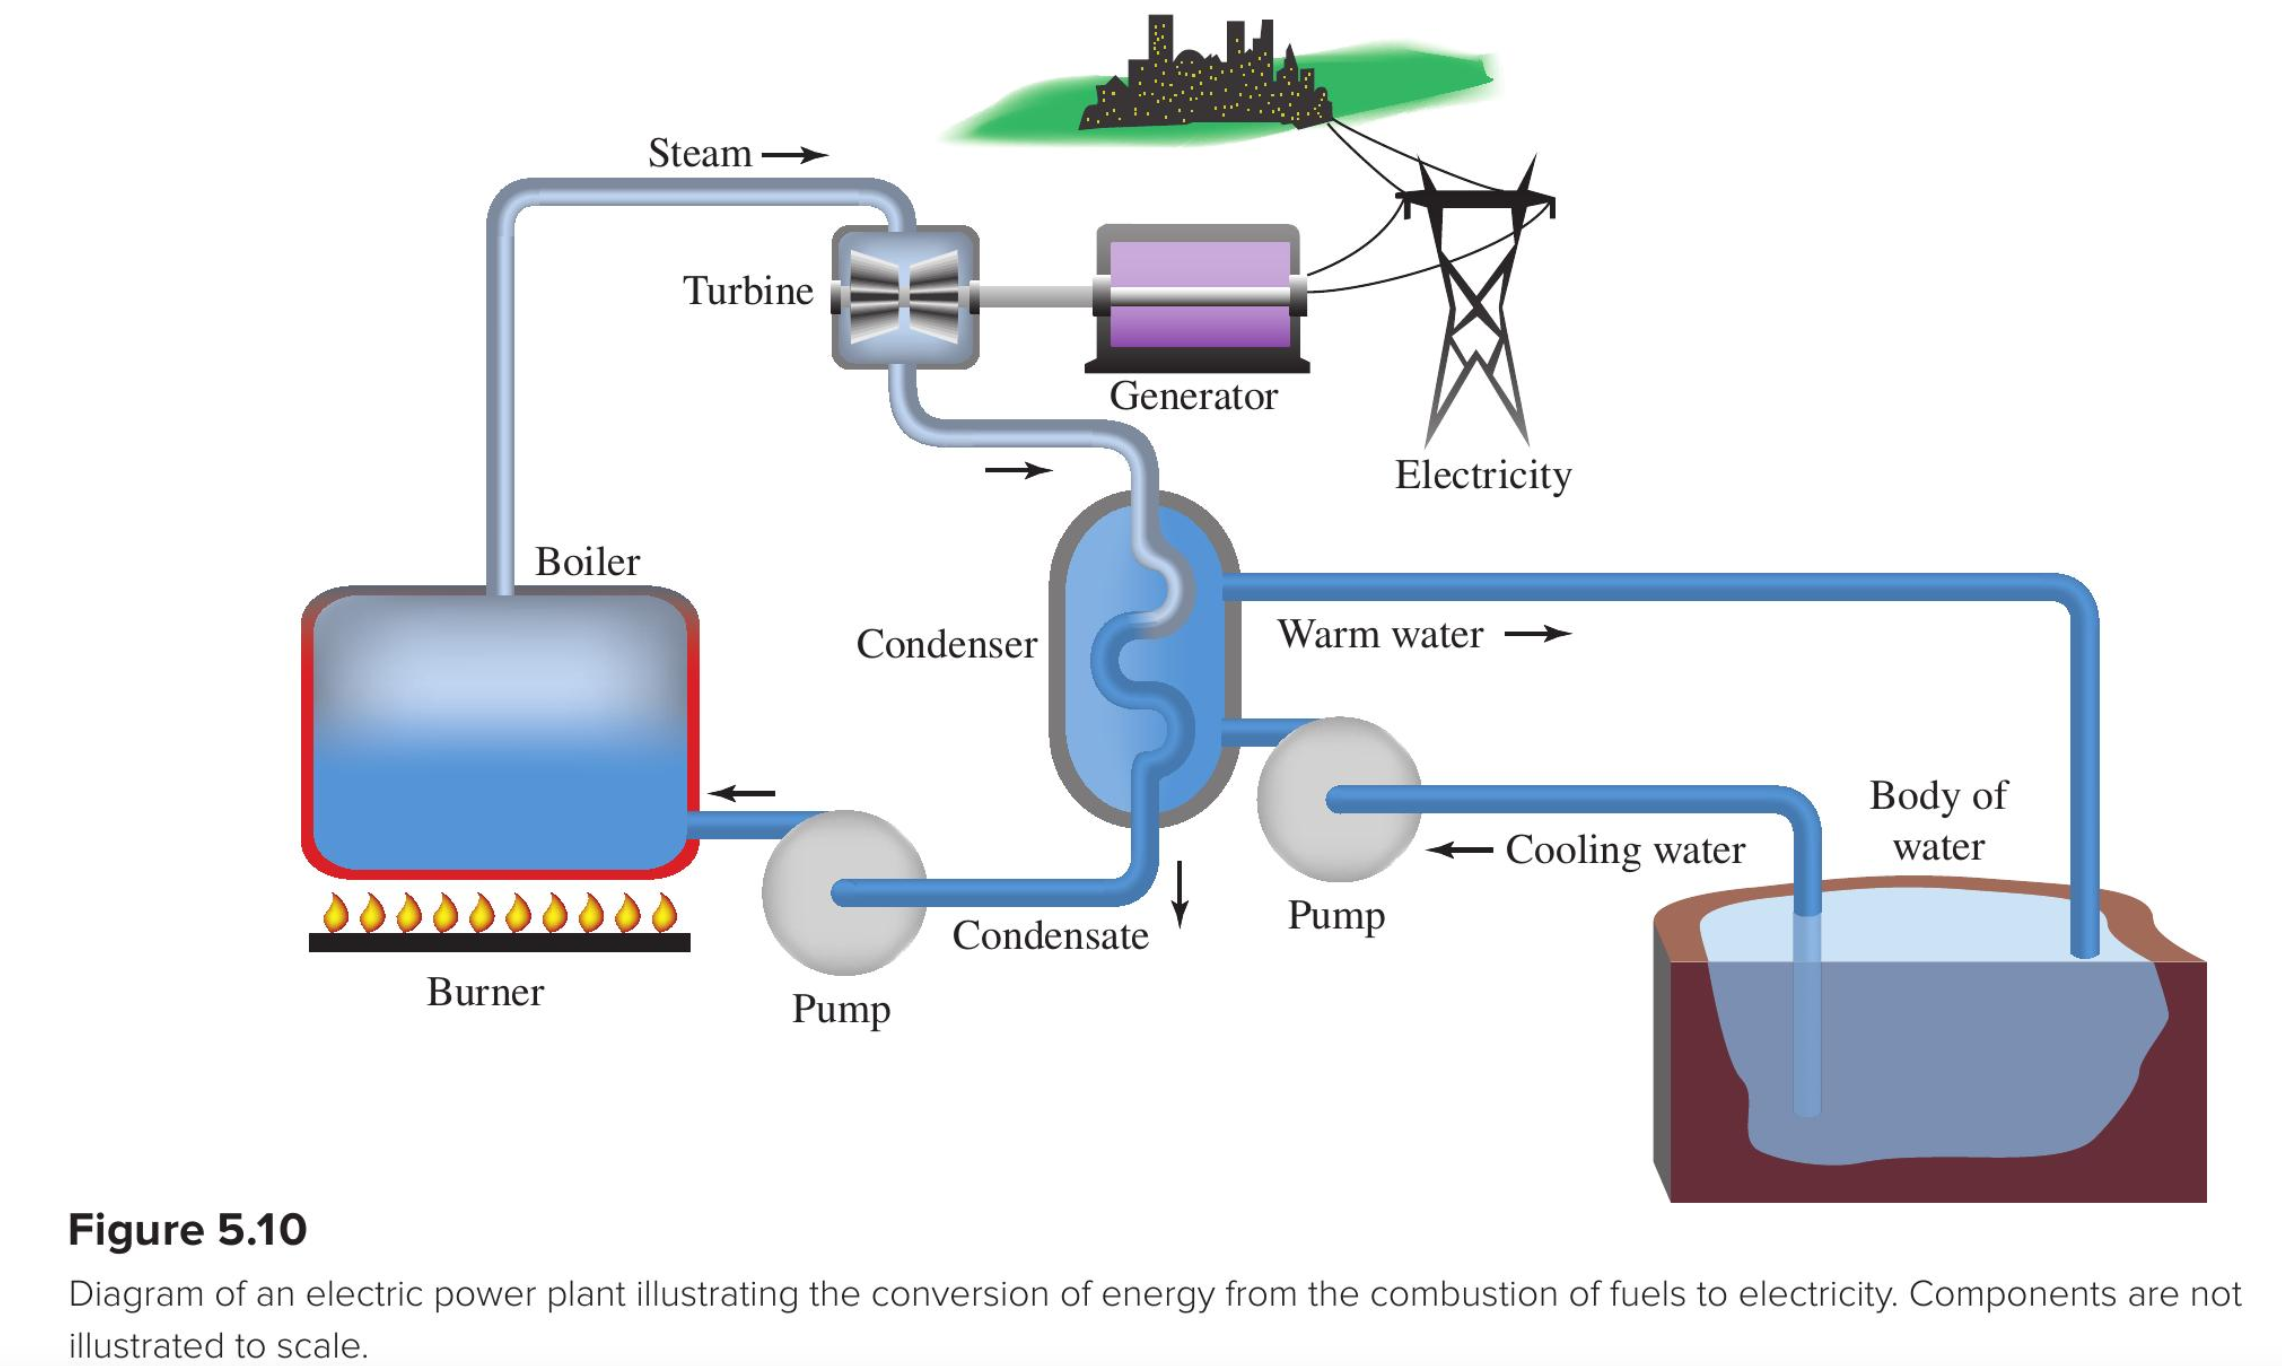 Steam
Turbine
Generator
Electricity
Boiler
Condenser
Warm water
Body of
water
Cooling water
Pump
Condensate
Burner
Pump
Figure 5.10
Diagram of an electric power plant illustrating the conversion of energy from the combustion of fuels to electricity. Components are not
illustrated to scale.